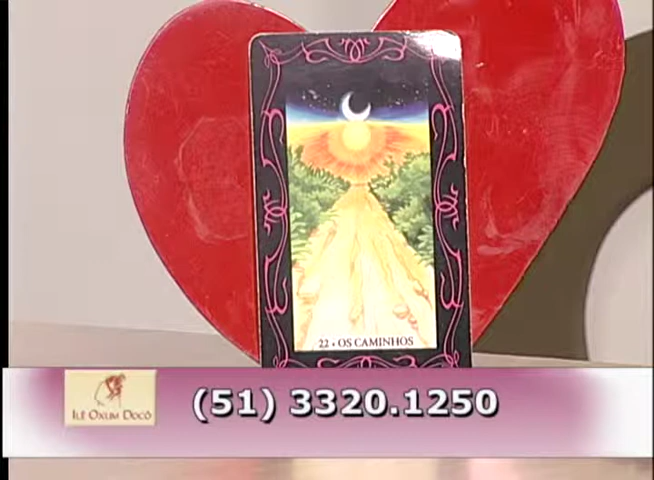 22 • OS CAMINHOS
ILÊ OXUM DOCÔ
(51) 3320.1250